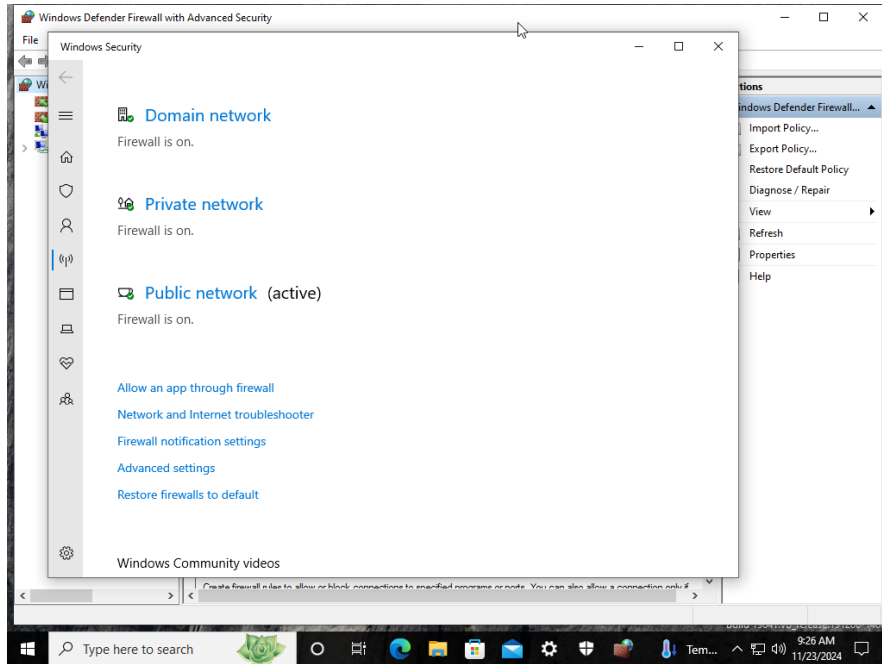 Windows Defender Firewall with Advanced Security
File
Windows Security
Domain network
Firewall is on.
Private network
Firewall is on.
Public network (active)
Firewall is on.
Allow an app through firewall
Network and Internet troubleshooter
Firewall notification settings
Advanced settings
Restore firewalls to default
Windows Community videos
Wi
tions
indows Defender Firewall...
Import Policy...
Export Policy...
Restore Default Policy
Diagnose / Repair
View
Refresh
Properties
Help
Create firewall rules to allow or block connections to specified programs or ports. You can also allow a connection only if
Type here to search
Tem...
9:26 AM
11/23/2024